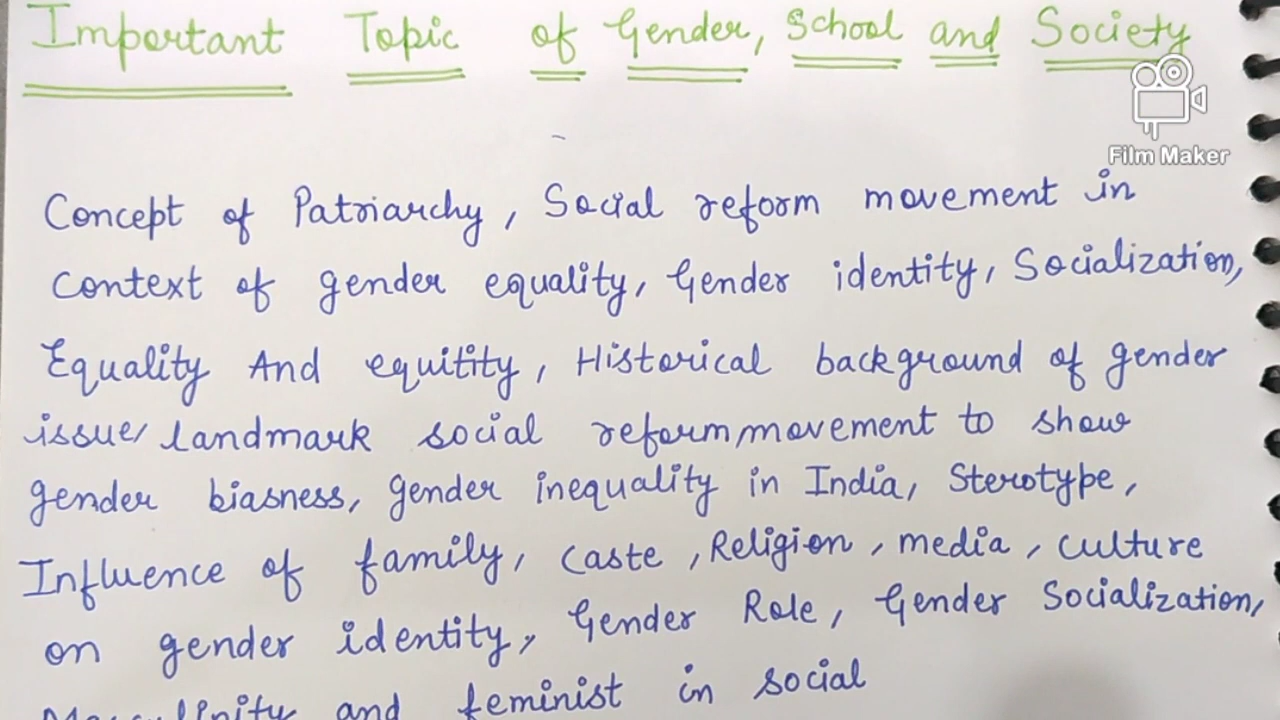 Important Topic of Gender, School and Society
Film Maker
Concept of Patriarchy, Social reform movement in
context of gender equality, Gender identity, Socialization,
Equality And equitity, Historical background of gender
issue, landmark social reform, movement to show
gender biasness, gender inequality in India, Sterotype,
Influence of family, caste, Religion, media, culture
on gender identity, Gender Role, Gender Socialization,
and feminist in social